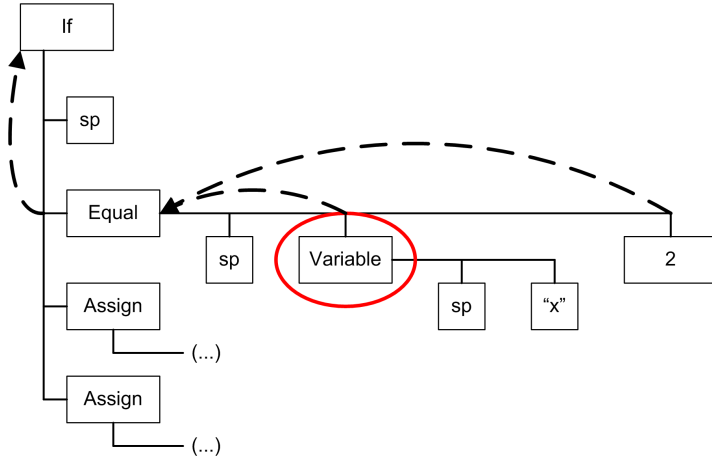 If
sp
Equal
sp
Variable
2
sp
“x”
Assign
(...)
Assign
(...)